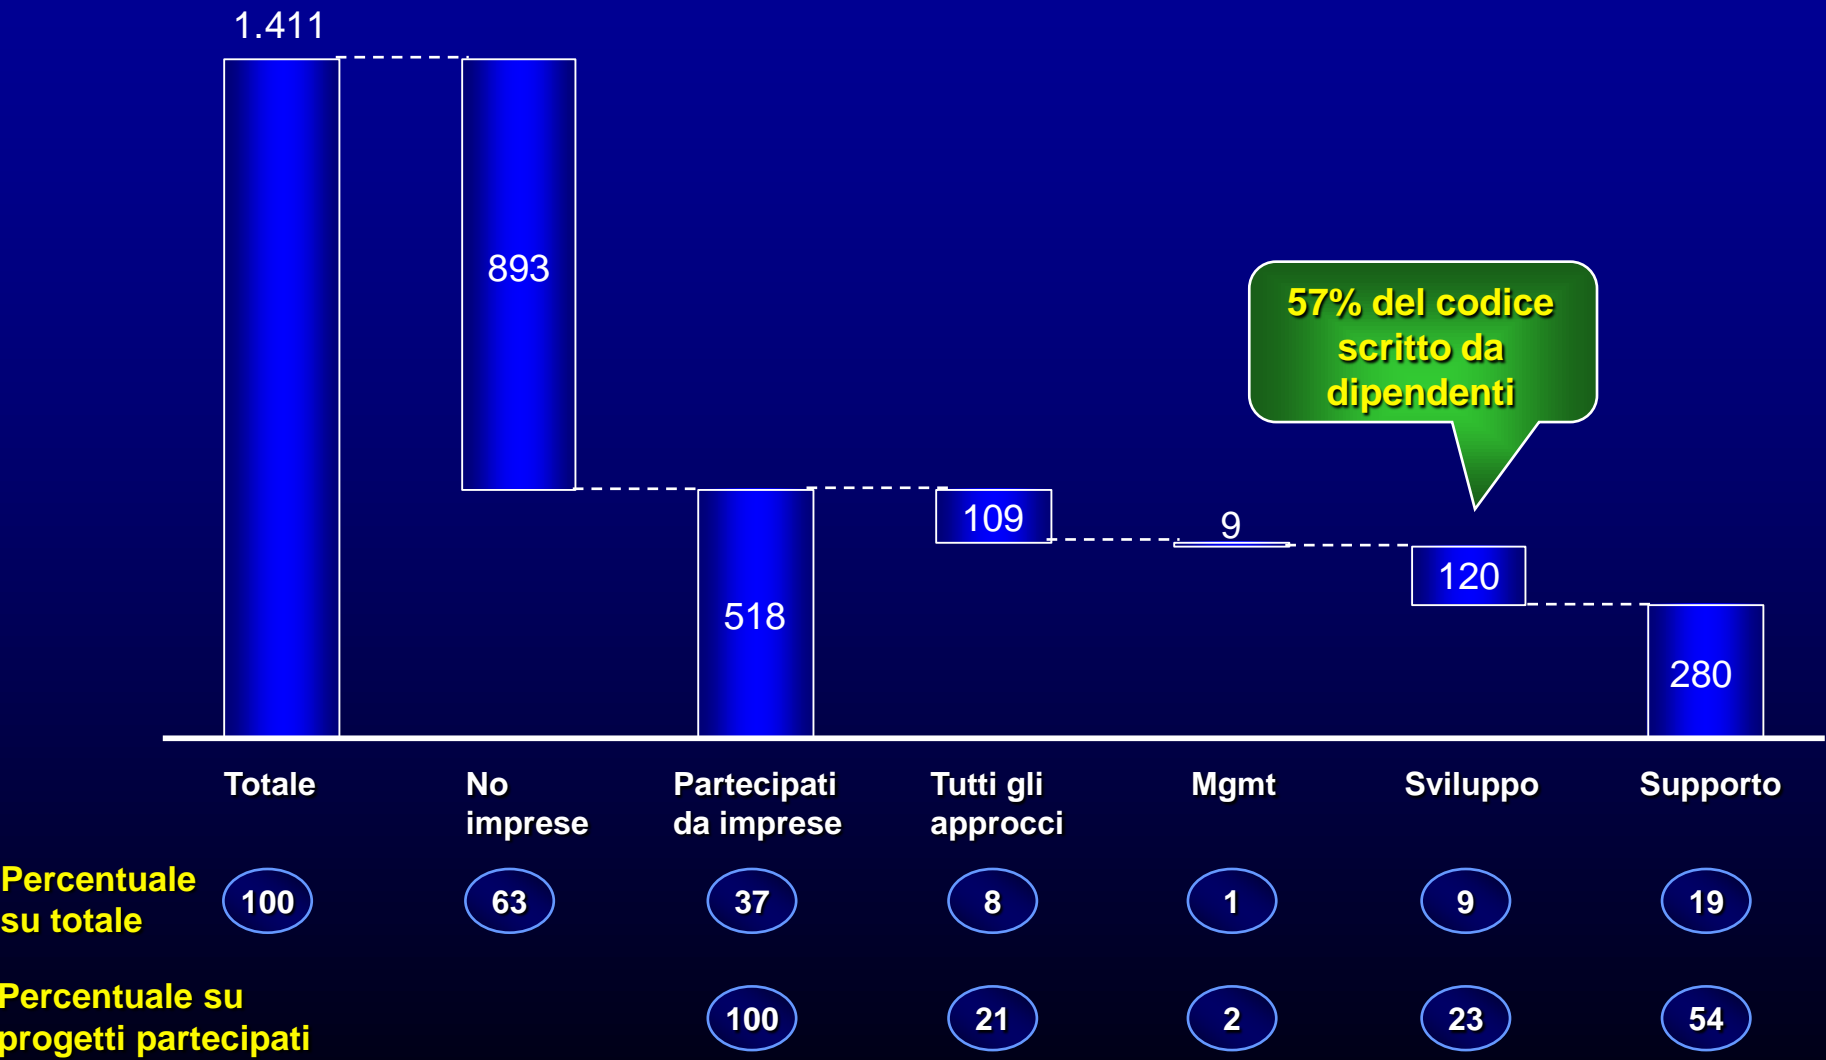 1.411
893
518
109
9
57% del codice
scritto da
dipendenti
120
280
Totale
No
imprese
Partecipati
da imprese
Tutti gli
approcci
Mgmt
Sviluppo
Supporto
Percentuale
su totale
100
63
37
8
1
9
19
Percentuale su
progetti partecipati
100
21
2
23
54